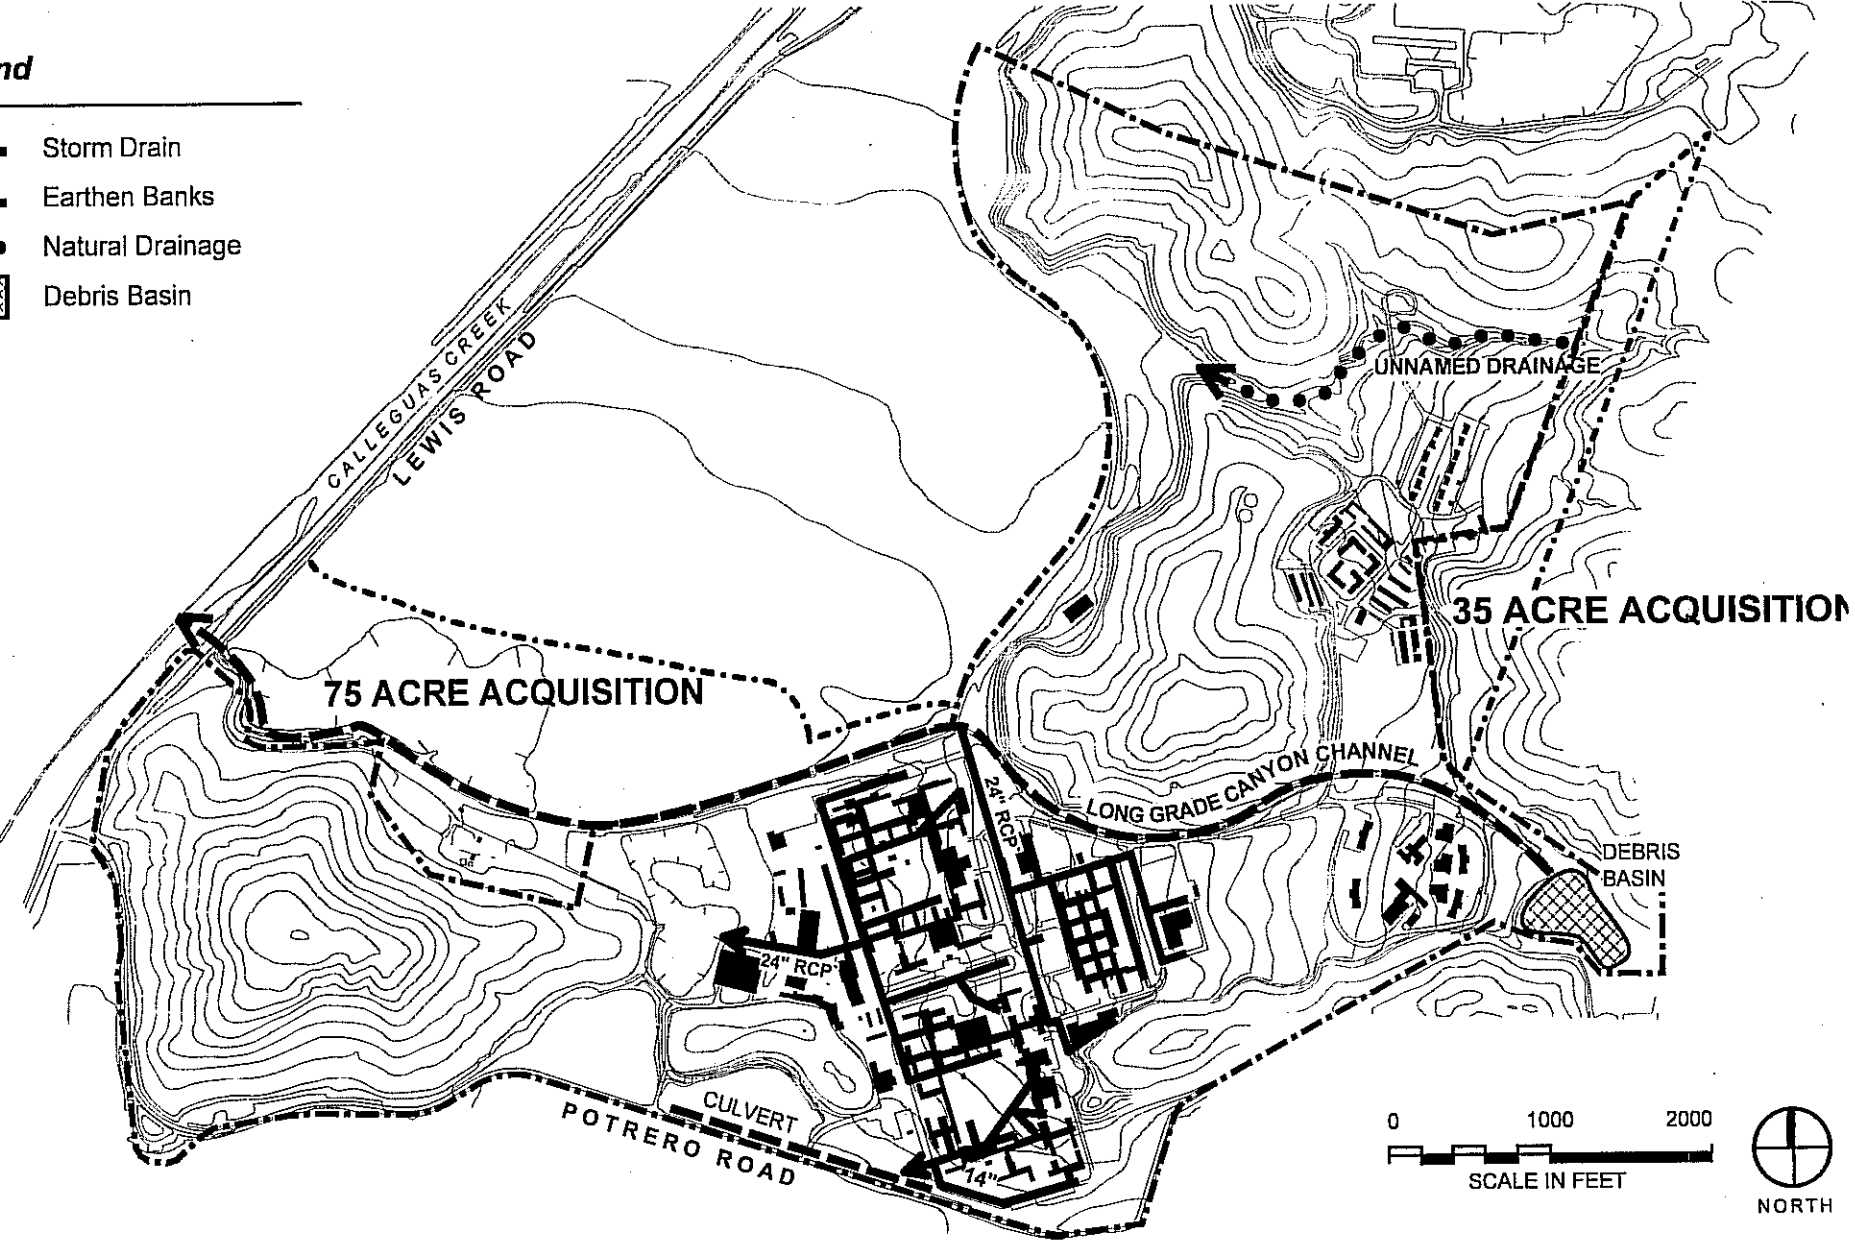 nd
Storm Drain
Earthen Banks
Natural Drainage
Debris Basin
CALLEGUAS CREEK
LEWIS ROAD
UNNAMED DRAINAGE
35 ACRE ACQUISITION
75 ACRE ACQUISITION
24" RCP
LONG GRADE CANYON CHANNEL
DEBRIS
BASIN
24" RCP
CULVERT
POTRERO ROAD
14"
0 1000 2000
SCALE IN FEET
NORTH